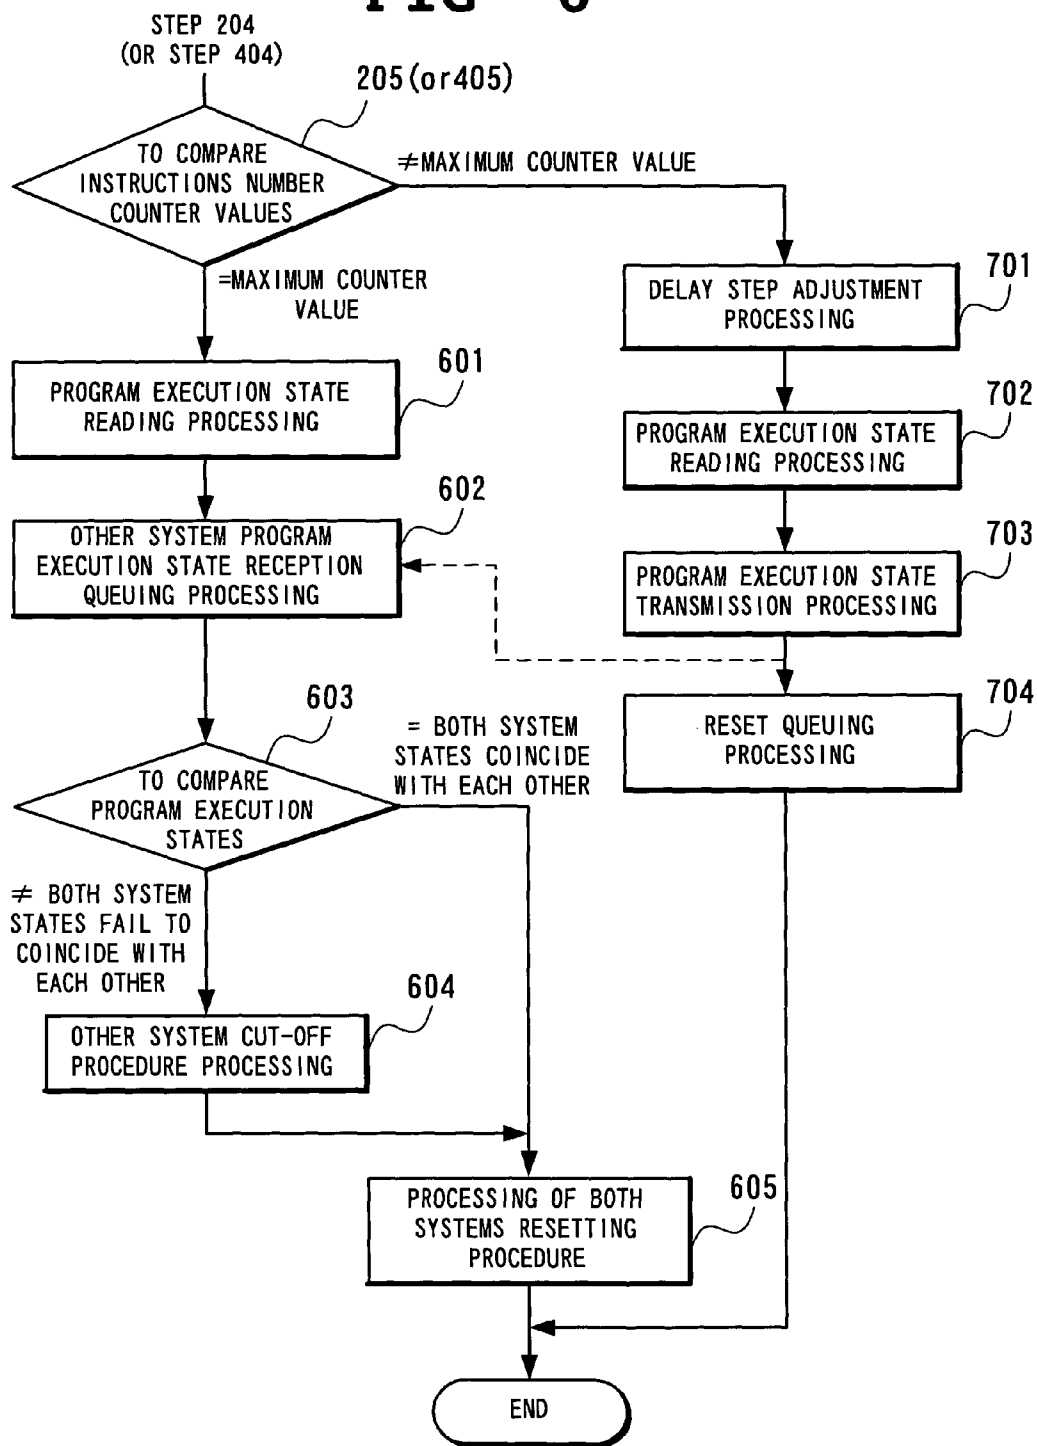 FIG 6
STEP 204
(OR STEP 404)
205(or405)
TO COMPARE
INSTRUCTIONS NUMBER
COUNTER VALUES
≠MAXIMUM COUNTER VALUE
=MAXIMUM COUNTER
VALUE
701
DELAY STEP ADJUSTMENT
PROCESSING
601
PROGRAM EXECUTION STATE
READING PROCESSING
702
PROGRAM EXECUTION STATE
READING PROCESSING
602
OTHER SYSTEM PROGRAM
EXECUTION STATE RECEPTION
QUEUING PROCESSING
703
PROGRAM EXECUTION STATE
TRANSMISSION PROCESSING
704
RESET QUEUING
PROCESSING
603
TO COMPARE
PROGRAM EXECUTION
STATES
= BOTH SYSTEM
STATES COINCIDE
WITH EACH OTHER
≠ BOTH SYSTEM
STATES FAIL TO
COINCIDE WITH
EACH OTHER
604
OTHER SYSTEM CUT-OFF
PROCEDURE PROCESSING
605
PROCESSING OF BOTH
SYSTEMS RESETTING
PROCEDURE
END